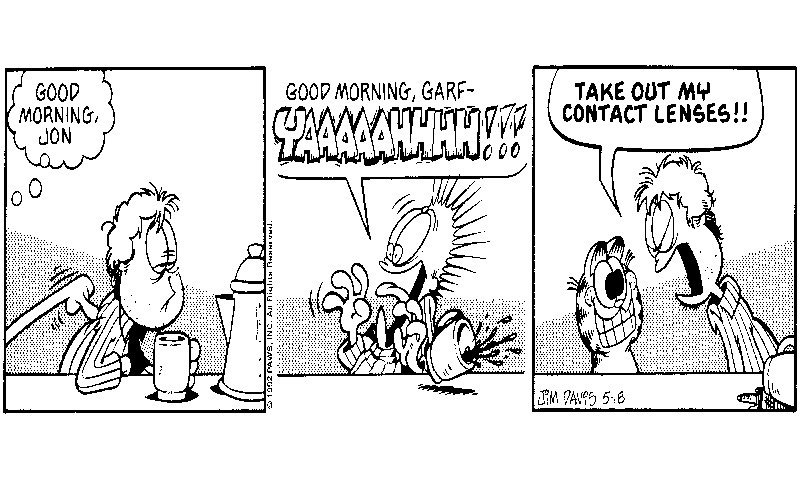 GOOD
MORNING,
JON
GOOD MORNING, GARF-
YAAAAAHHHH!!!
© 1992 PAWS, INC. All Rights Reserved.
TAKE OUT MY
CONTACT LENSES!!
JIM DAVIS 5-8